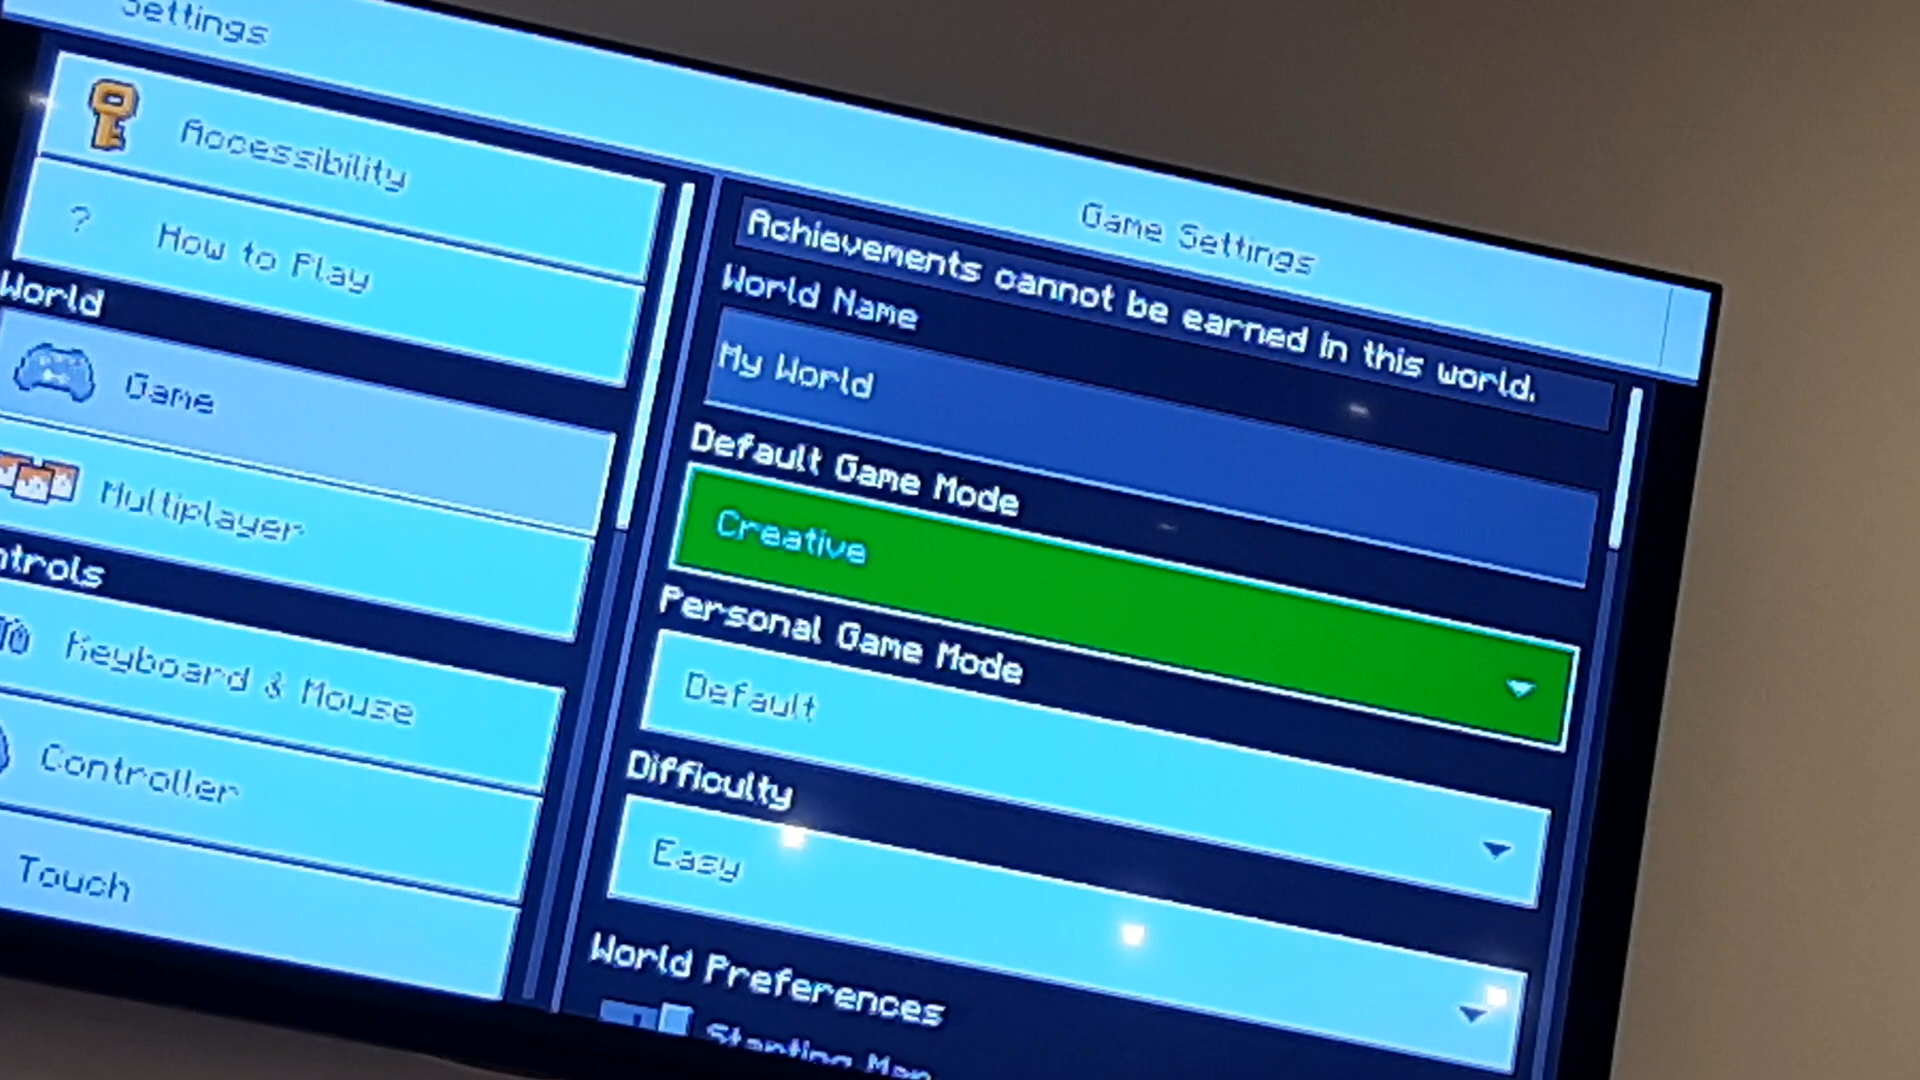 Settings
Accessibility
? How to Play
World
Game
Multiplayer
ntrols
Keyboard & Mouse
Controller
Touch
Game Settings
Achievements cannot be earned in this world.
World Name
My World
Default Game Mode
Creative
Personal Game Mode
Default
Difficulty
Easy
World Preferences
Starting Map